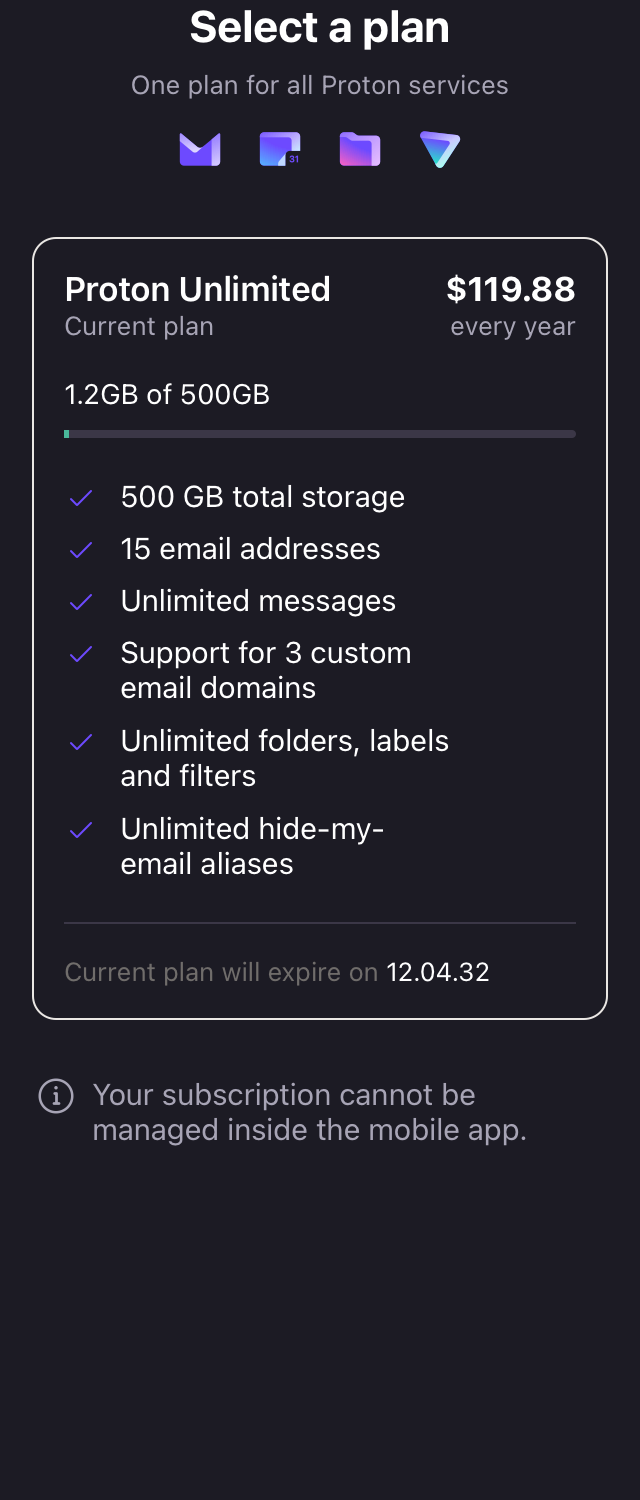 Select a plan
One plan for all Proton services
31
Proton Unlimited
$119.88
Current plan
every year
1.2GB of 500GB
500 GB total storage
15 email addresses
Unlimited messages
Support for 3 custom
email domains
Unlimited folders, labels
and filters
Unlimited hide-my-
email aliases
Current plan will expire on 12.04.32
Your subscription cannot be
managed inside the mobile app.